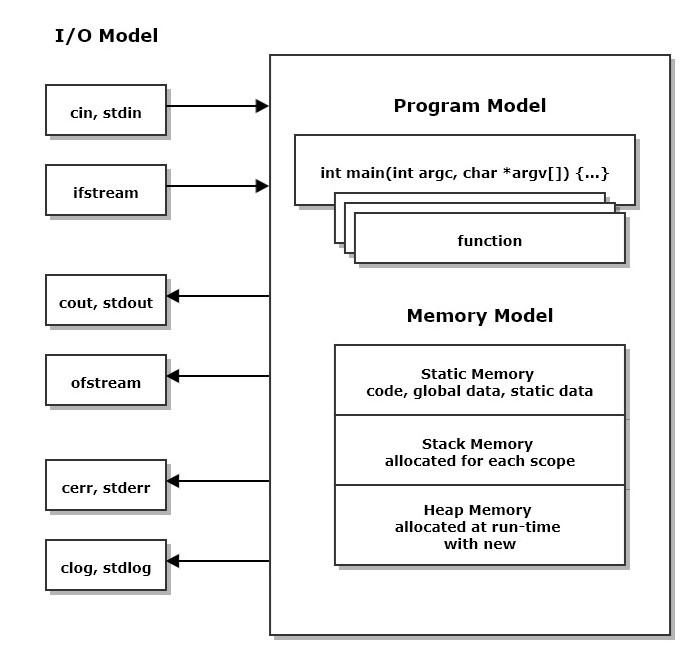 I/O Model
cin, stdin
ifstream
cout, stdout
ofstream
cerr, stderr
clog, stdlog
Program Model
int main(int argc, char *argv[]) {...}
function
Memory Model
Static Memory
code, global data, static data
Stack Memory
allocated for each scope
Heap Memory
allocated at run-time
with new